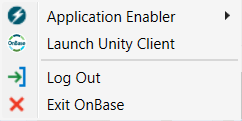 Application Enabler
OnBase
Launch Unity Client
Log Out
Exit OnBase